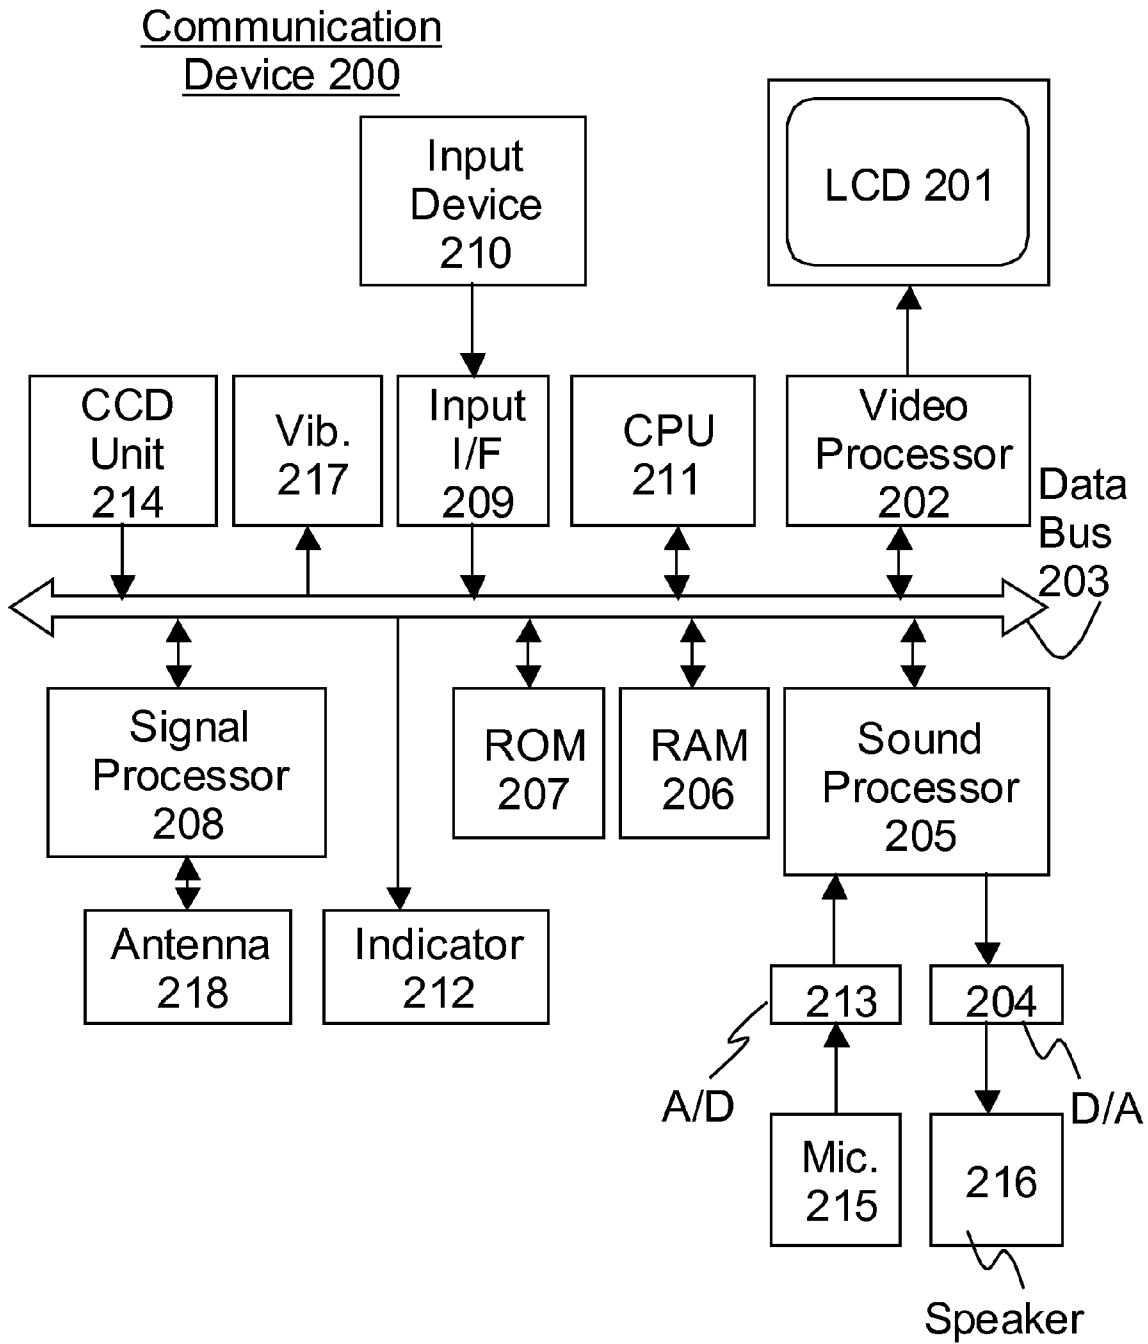 Communication
Device 200
Input
Device
210
LCD 201
CCD
Unit
214
Vib.
217
Input
I/F
209
CPU
211
Video
Processor
202
Data
Bus
203
Signal
Processor
208
ROM
207
RAM
206
Sound
Processor
205
Antenna
218
Indicator
212
213
204
A/D
D/A
Mic.
215
216
Speaker